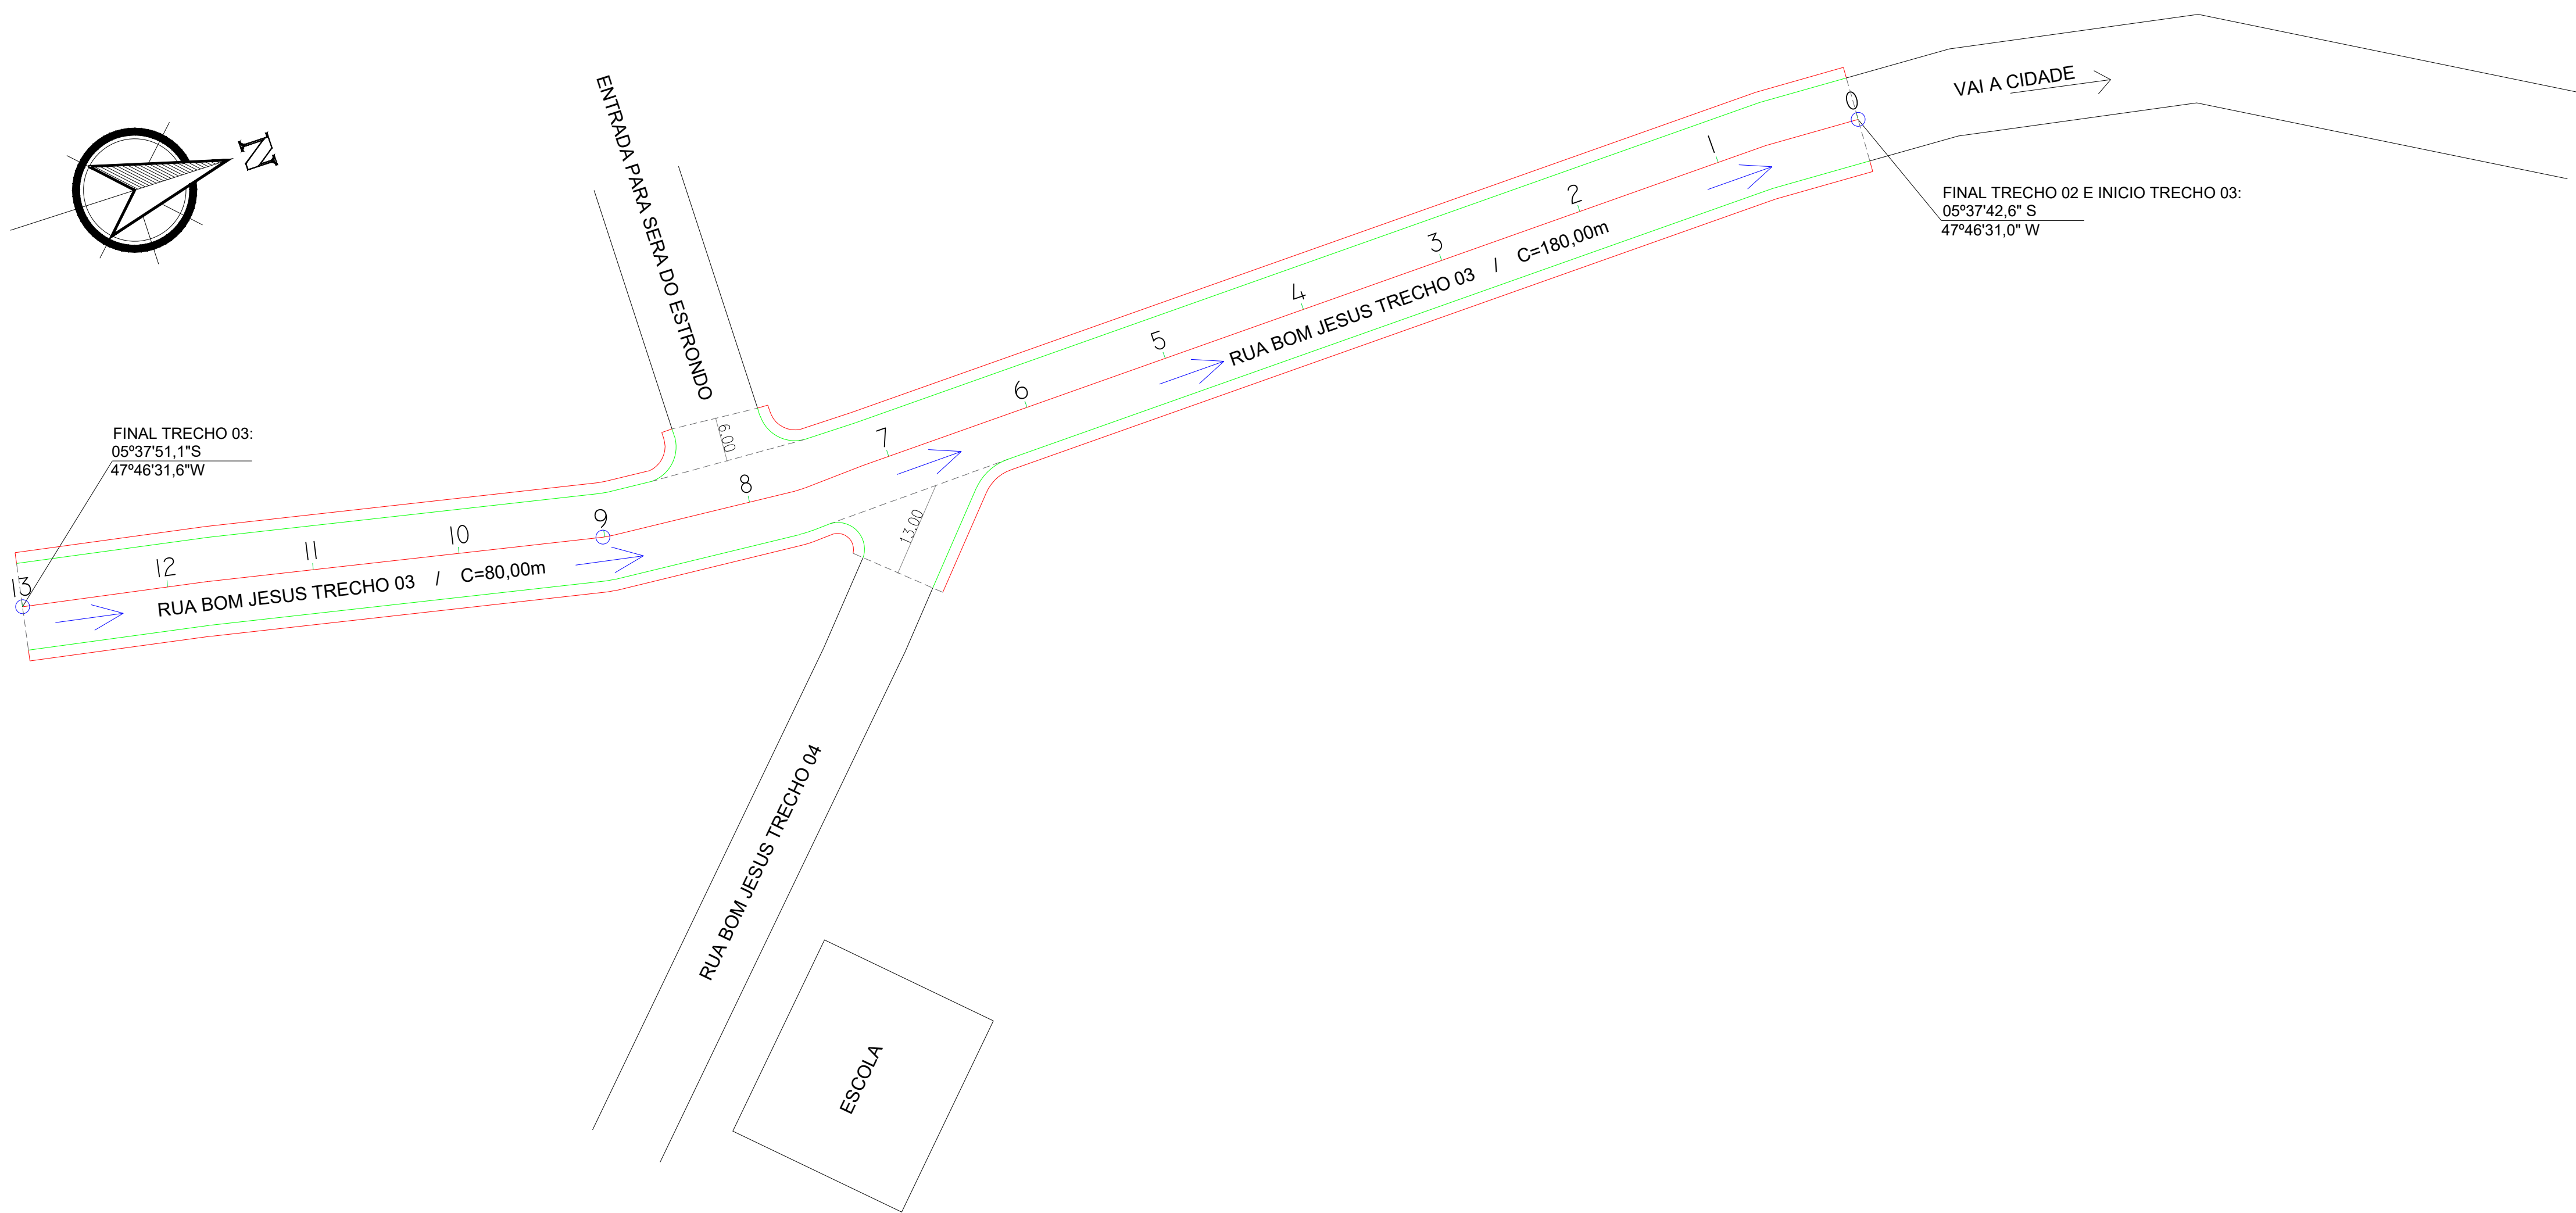 VAI A CIDADE
N
ENTRADA PARA SERA DO ESTRONDO
0
1
2
3
4
5
6
7
8
9
10
11
12
13
FINAL TRECHO 02 E INICIO TRECHO 03:
05º37'42,6" S
47º46'31,0" W
RUA BOM JESUS TRECHO 03 / C=180,00m
6.00
13.00
FINAL TRECHO 03:
05º37'51,1"S
47º46'31,6"W
RUA BOM JESUS TRECHO 03 / C=80,00m
RUA BOM JESUS TRECHO 04
ESCOLA